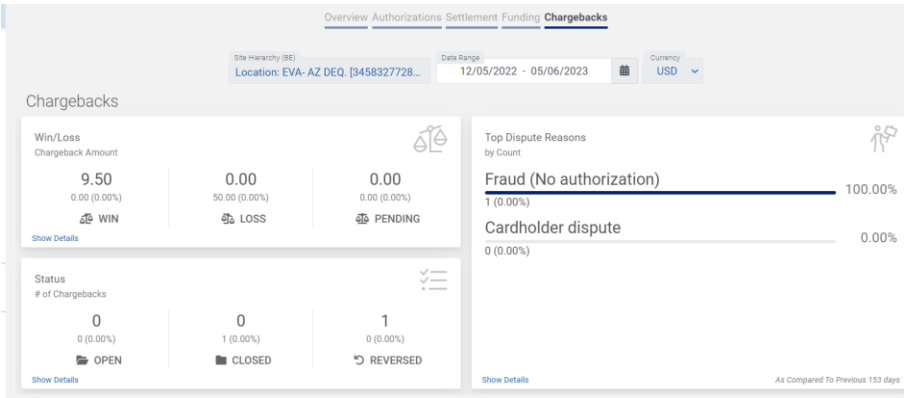 Overview Authorizations Settlement Funding Chargebacks
Site Hierarchy (BE)
Location: EVA- AZ DEQ. [3458327728...
Date Range
12/05/2022 - 05/06/2023
Currency
USD
Chargebacks
Win/Loss
Chargeback Amount
9.50
0.00 (0.00%)
WIN
0.00
50.00 (0.00%)
LOSS
0.00
0.00 (0.00%)
PENDING
Show Details
Status
# of Chargebacks
0
0 (0.00%)
OPEN
0
1 (0.00%)
CLOSED
1
0 (0.00%)
REVERSED
Show Details
Top Dispute Reasons
by Count
Fraud (No authorization)
100.00%
1 (0.00%)
Cardholder dispute
0.00%
0 (0.00%)
Show Details
As Compared To Previous 153 days